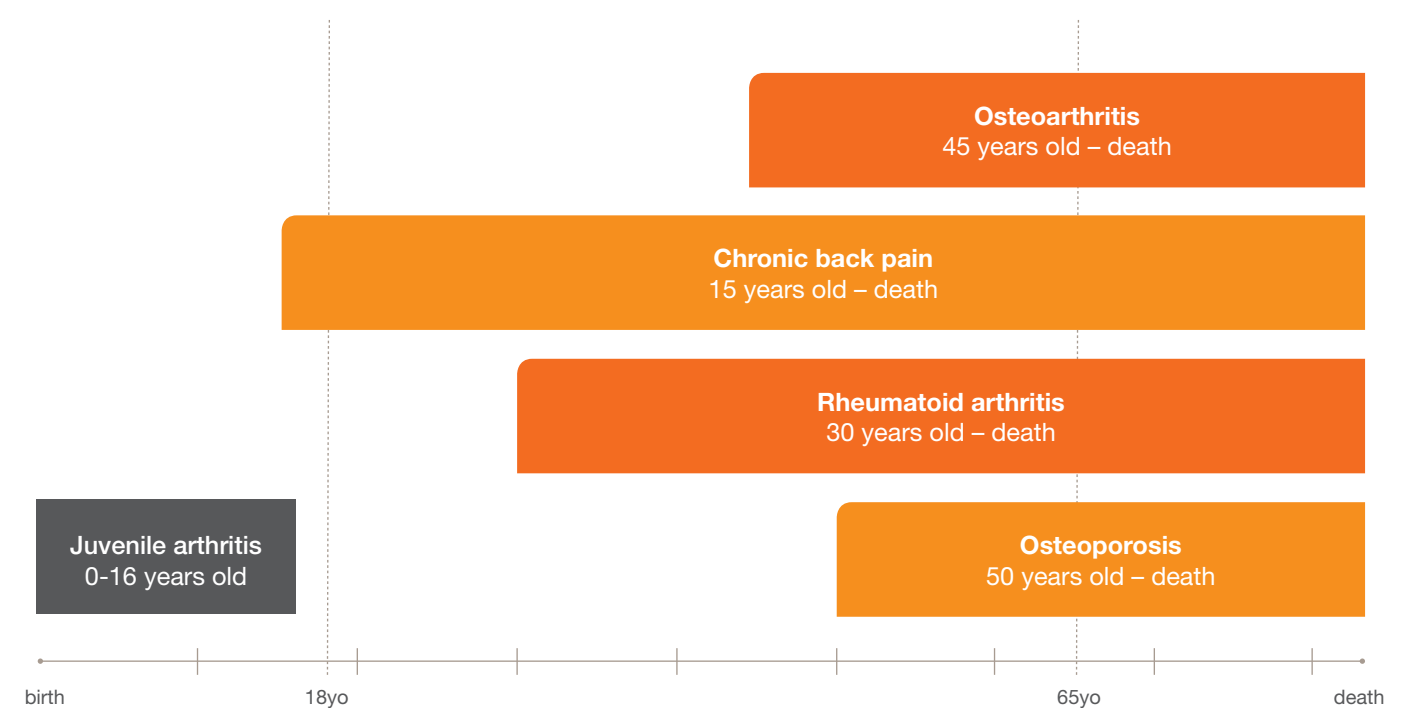 Osteoarthritis
45 years old – death
Chronic back pain
15 years old – death
Rheumatoid arthritis
30 years old – death
Juvenile arthritis
0-16 years old
Osteoporosis
50 years old – death
birth
18yo
65yo
death